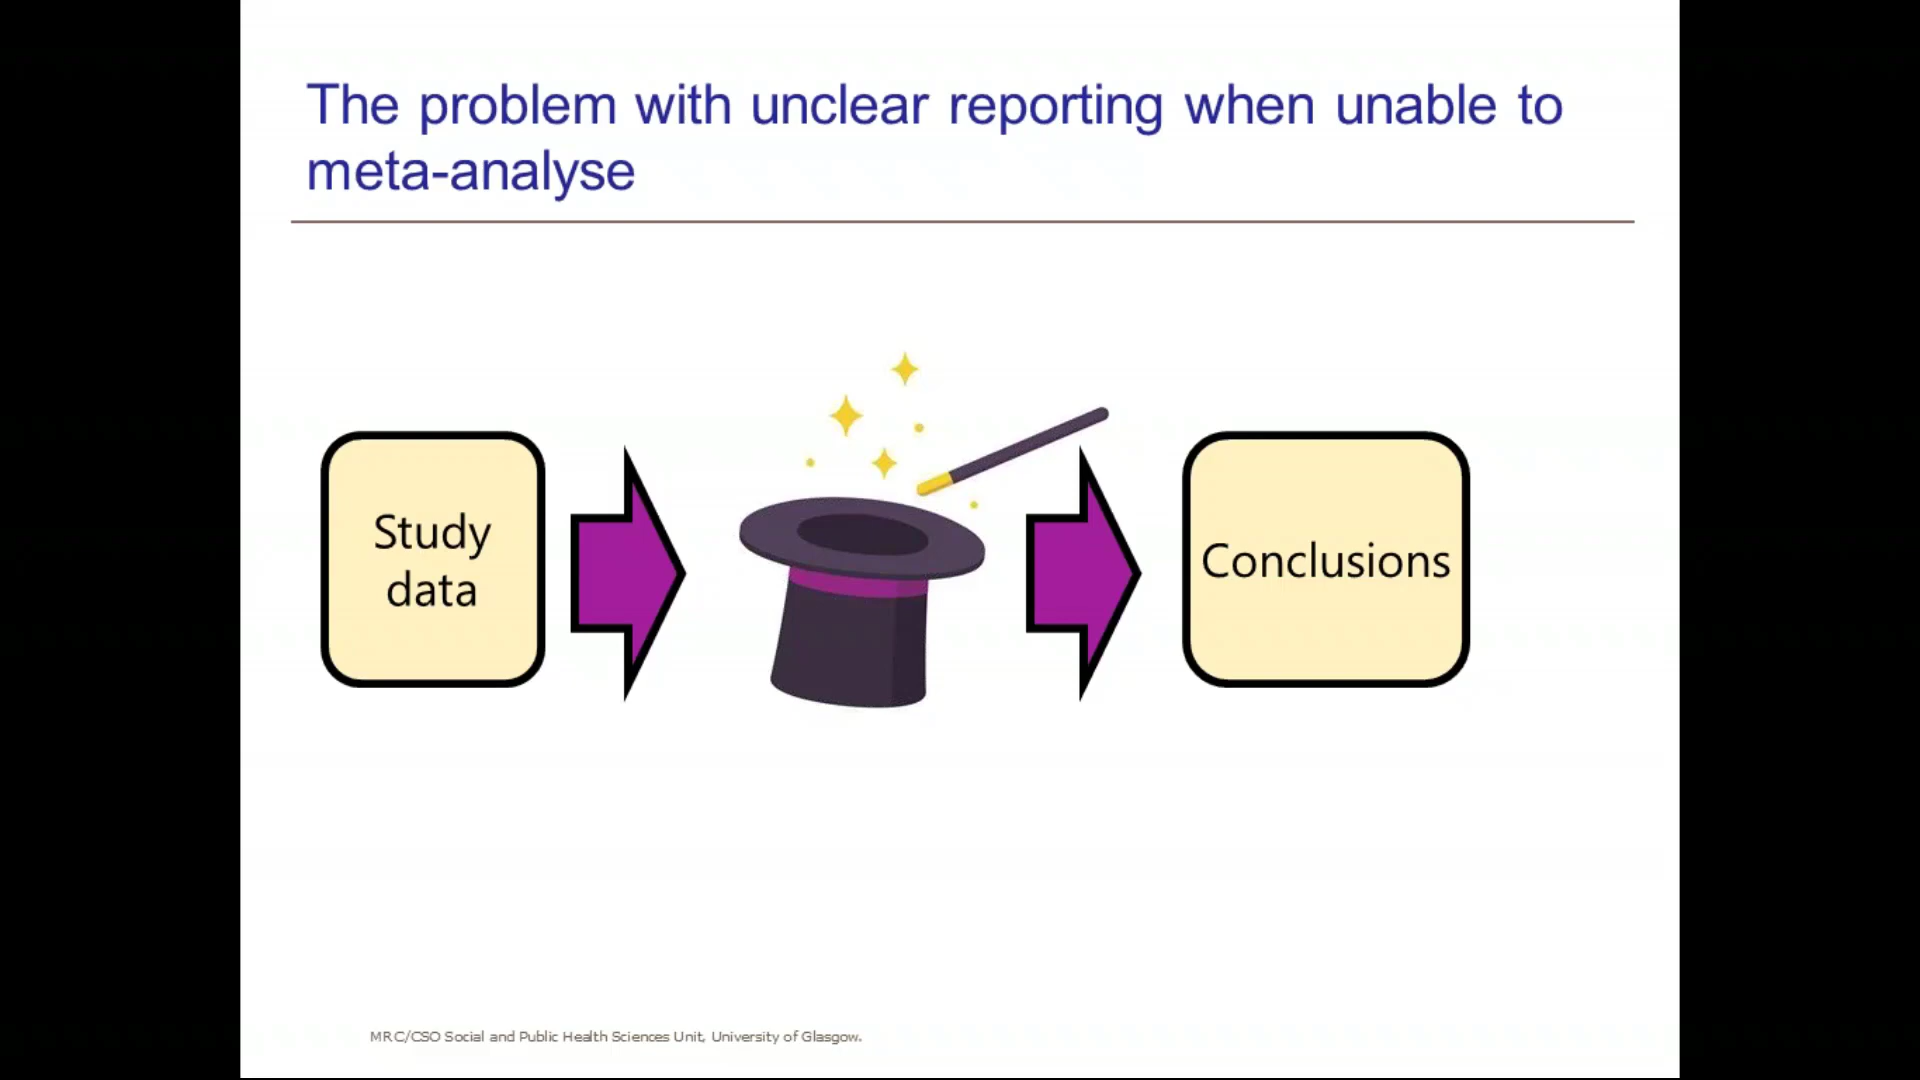 The problem with unclear reporting when unable to
meta-analyse
Study
data
Conclusions
MRC/CSO Social and Public Health Sciences Unit, University of Glasgow.